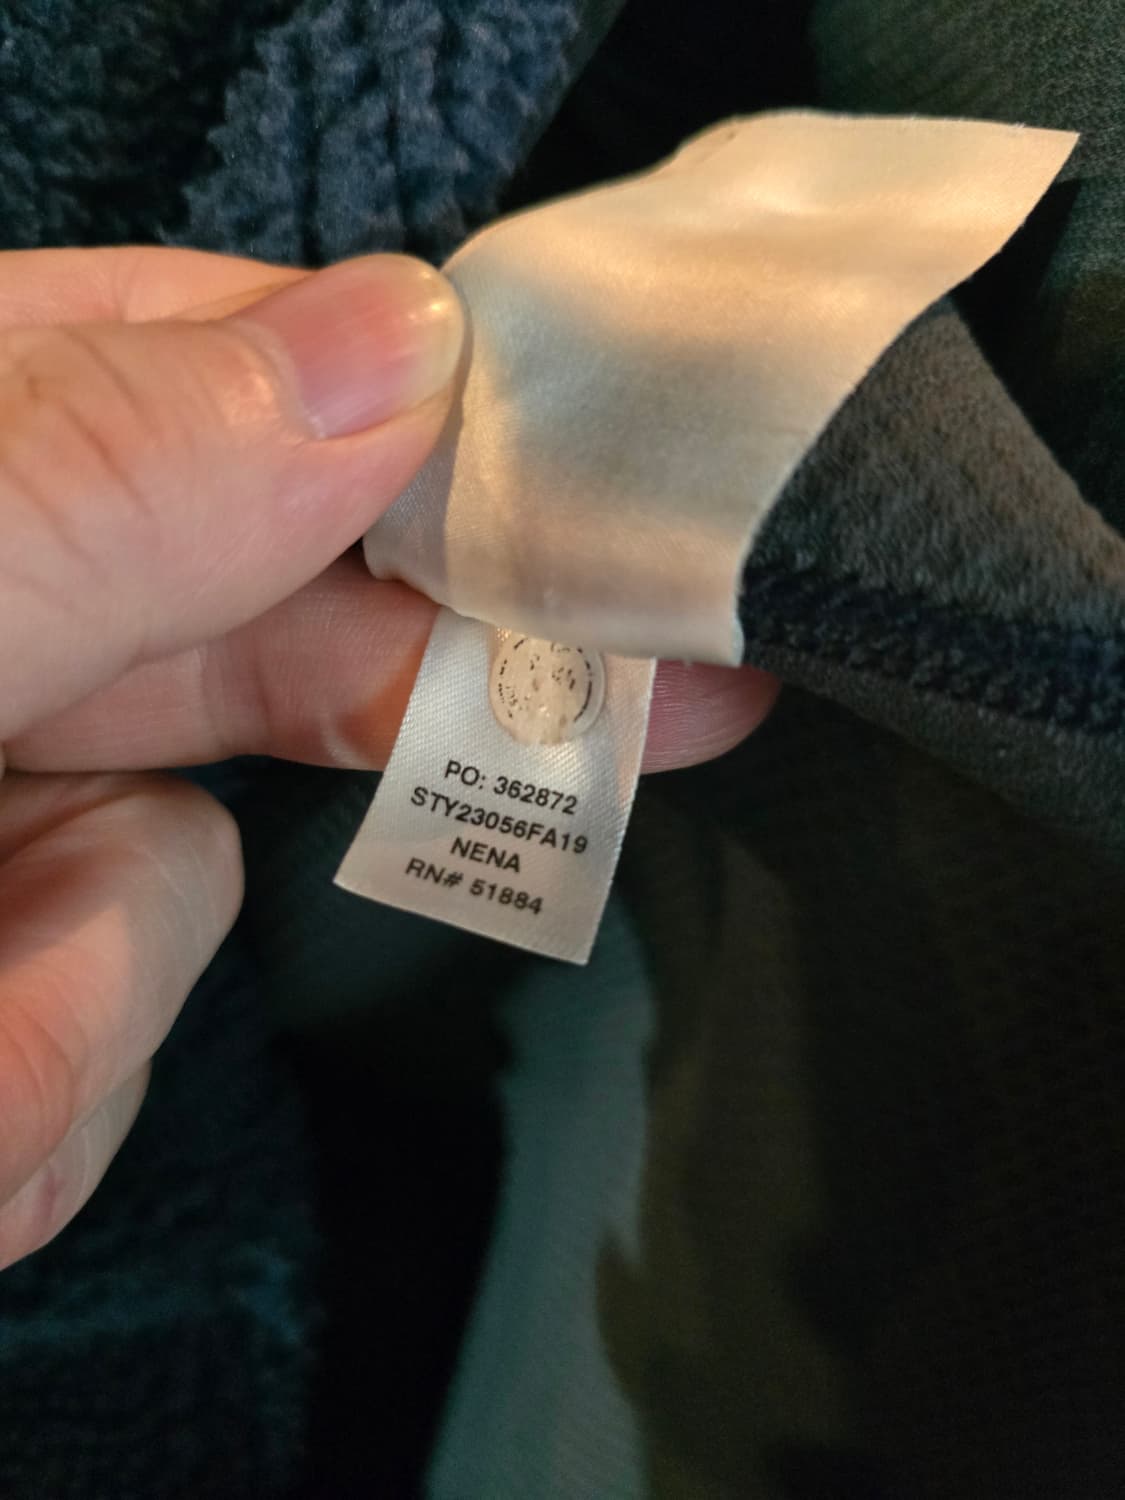 PO: 362872
STY23056FA19
NENA
RN# 51884